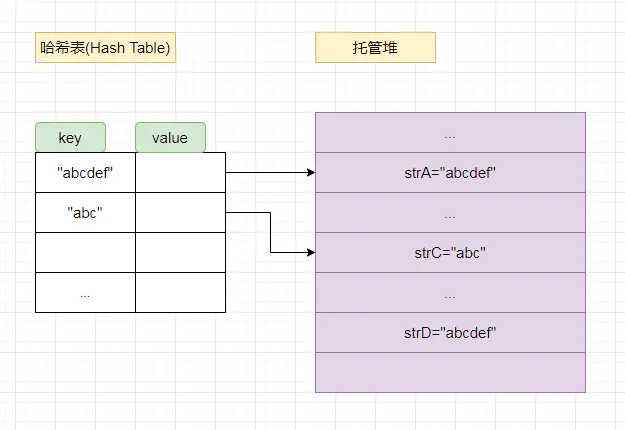 哈希表(Hash Table)
托管堆
key
value
"abcdef"
"abc"
...
...
strA="abcdef"
...
strC="abc"
...
strD="abcdef"